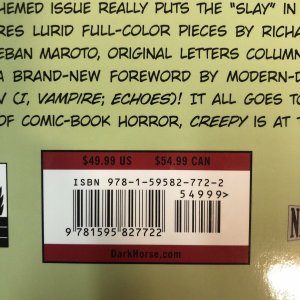 HEMED ISSUE REALLY PUTS THE "SLAY" IN
RES LURID FULL-COLOR PIECES BY RICHA
EBAN MAROTO, ORIGINAL LETTERS COLUMN
A BRAND-NEW FOREWORD BY MODERN-D
V (I, VAMPIRE; ECHOES)! IT ALL GOES TO
OF COMIC-BOOK HORROR, CREEPY IS AT T
$49.99 US $54.99 CAN
ISBN 978-1-59582-772-2
54999>
9 781595 827722
DarkHorse.com